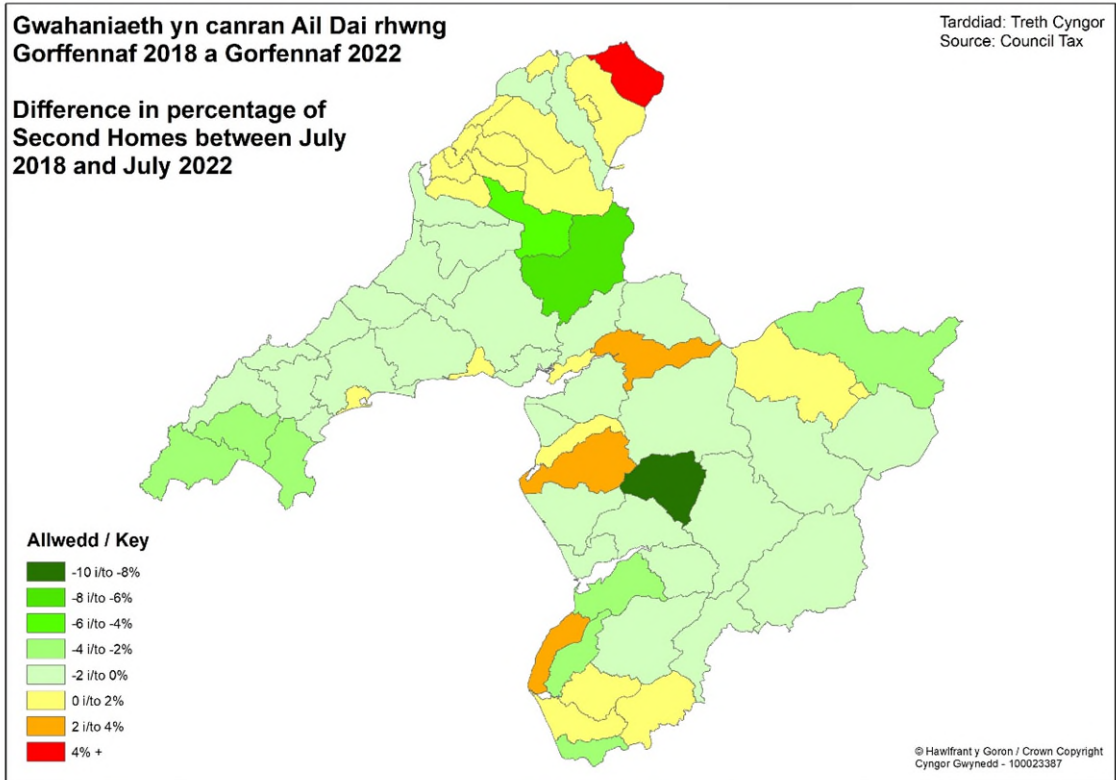 Gwahaniaeth yn canran Ail Dai rhwng
Gorffennaf 2018 a Gorfennaf 2022
Difference in percentage of
Second Homes between July
2018 and July 2022
Tarddiad: Treth Cyngor
Source: Council Tax
Allwedd / Key
-10 i/to -8%
-8 i/to -6%
-6 i/to -4%
-4 i/to -2%
-2 i/to 0%
0 i/to 2%
2 i/to 4%
4% +
© Hawlfrant y Goron / Crown Copyright
Cyngor Gwynedd - 100023387